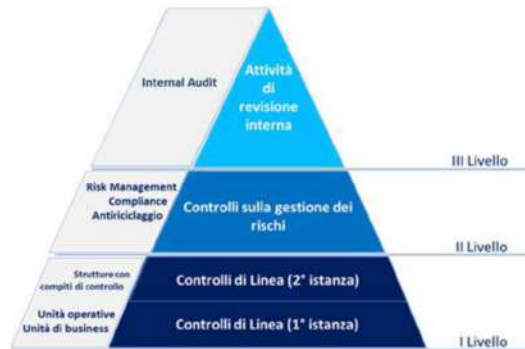 Internal Audit
Attività
di
revisione
interna
III Livello
Risk Management
Compliance
Antiriciclaggio
Controlli sulla gestione dei
rischi
II Livello
Strutture con
compiti di controllo
Controlli di Linea (2° istanza)
Unità operative
Unità di business
Controlli di Linea (1° istanza)
I Livello